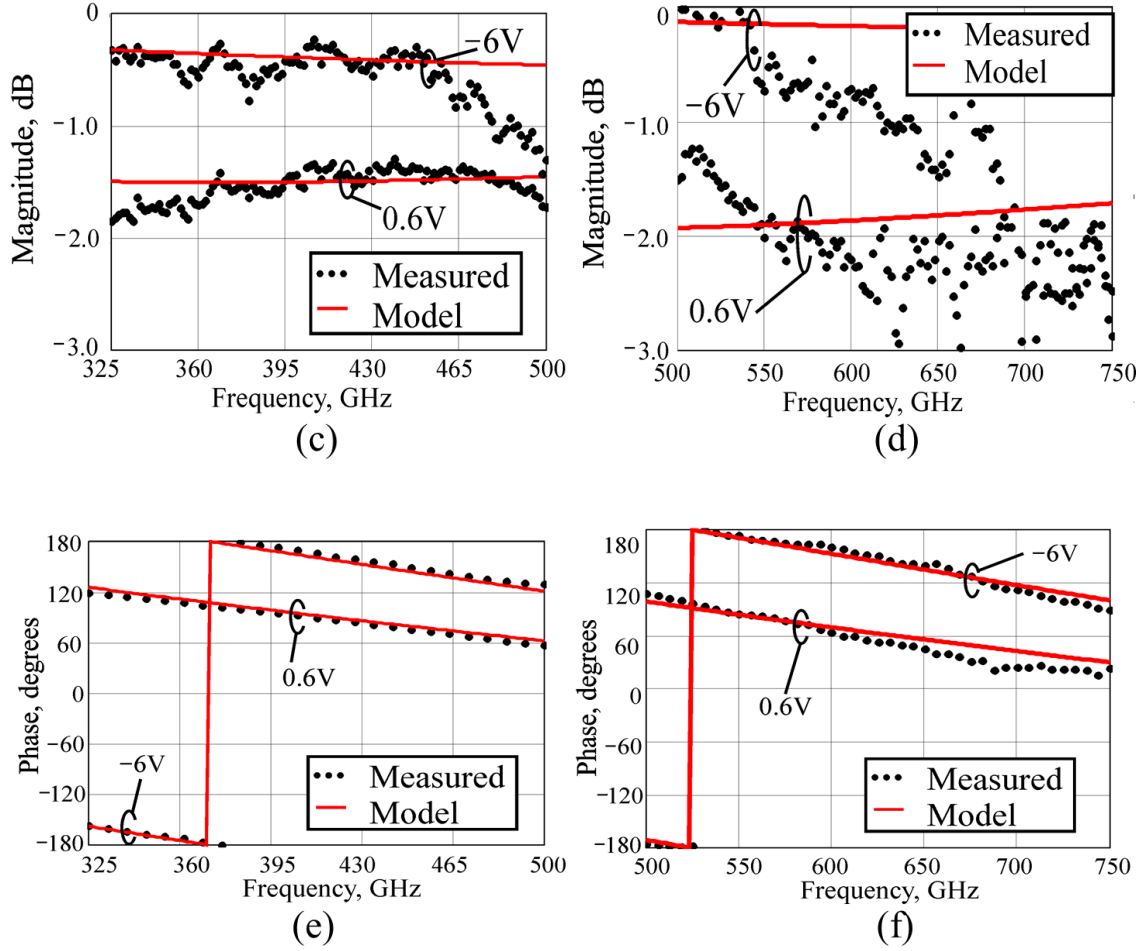 0
−1.0
−2.0
−3.0
Magnitude, dB
−6V
0.6V
Measured
Model
325 360 395 430 465 500
Frequency, GHz
(c)
0
−1.0
−2.0
−3.0
Magnitude, dB
Measured
Model
−6V
0.6V
500 550 600 650 700 750
Frequency, GHz
(d)
180
120
60
0
−60
−120
−180
Phase, degrees
0.6V
−6V
Measured
Model
325 360 395 430 465 500
Frequency, GHz
(e)
180
120
60
0
−60
−120
−180
Phase, degrees
−6V
0.6V
Measured
Model
500 550 600 650 700 750
Frequency, GHz
(f)